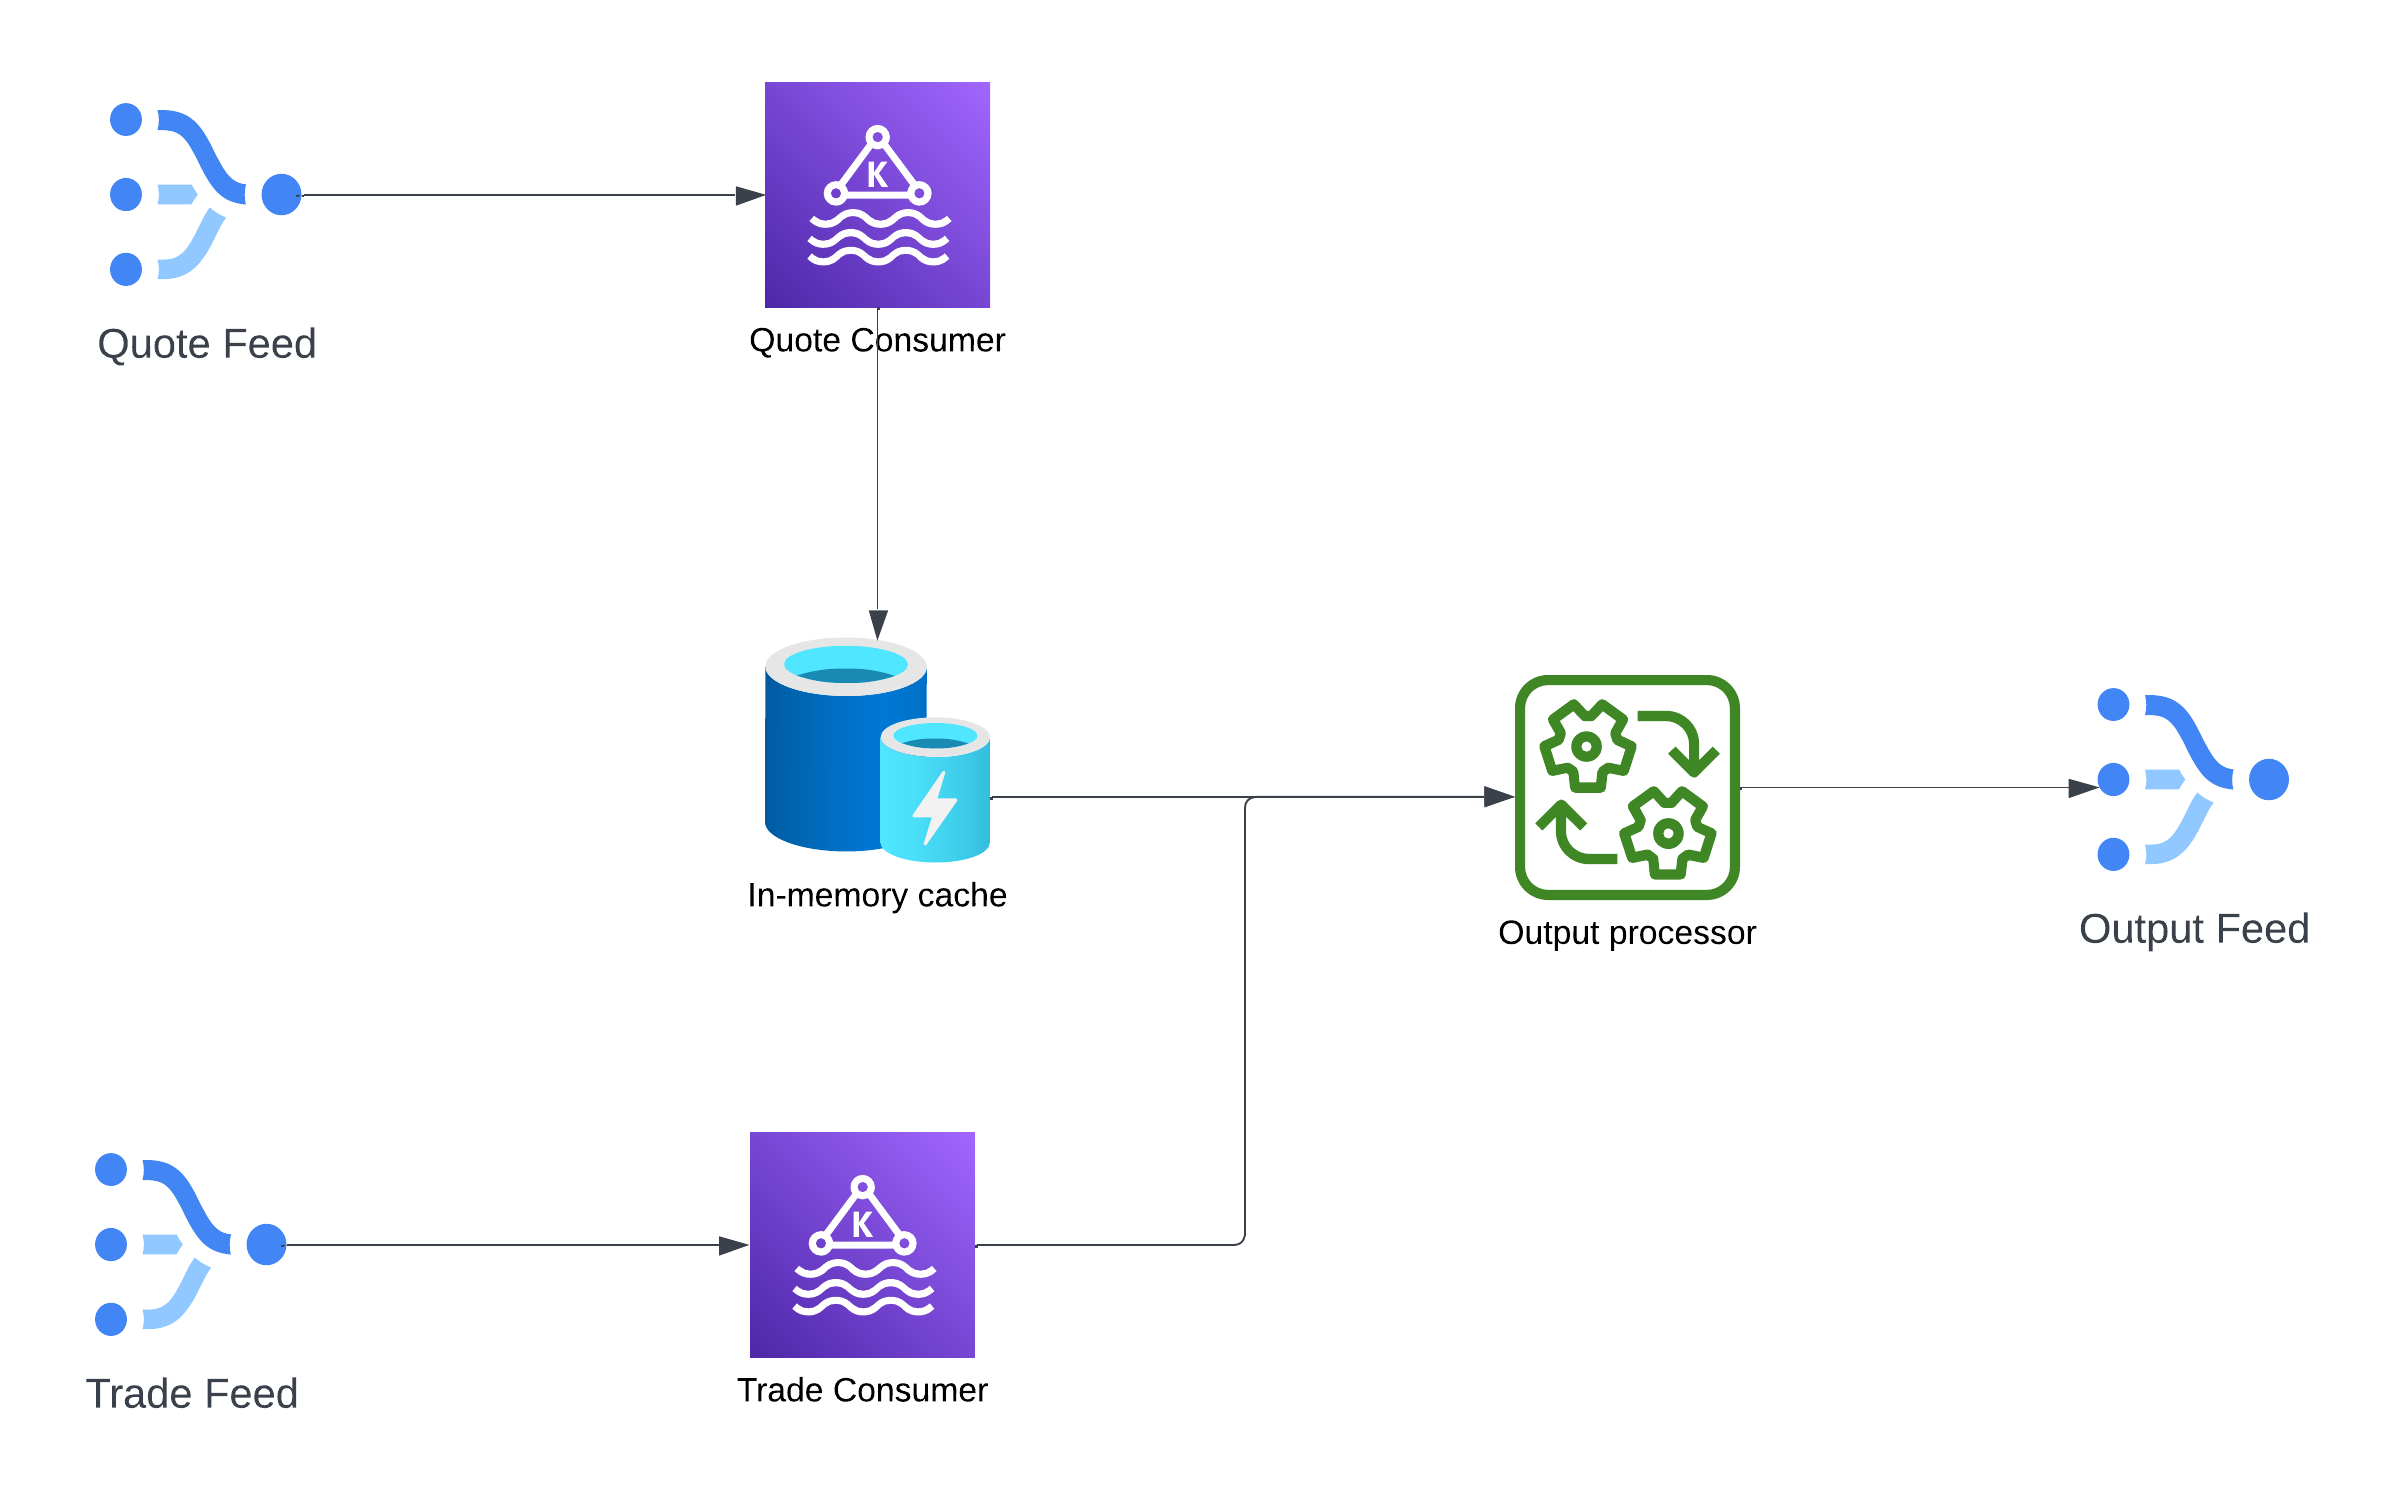 K
Quote Feed
Quote Consumer
In-memory cache
Output processor
Output Feed
K
Trade Feed
Trade Consumer